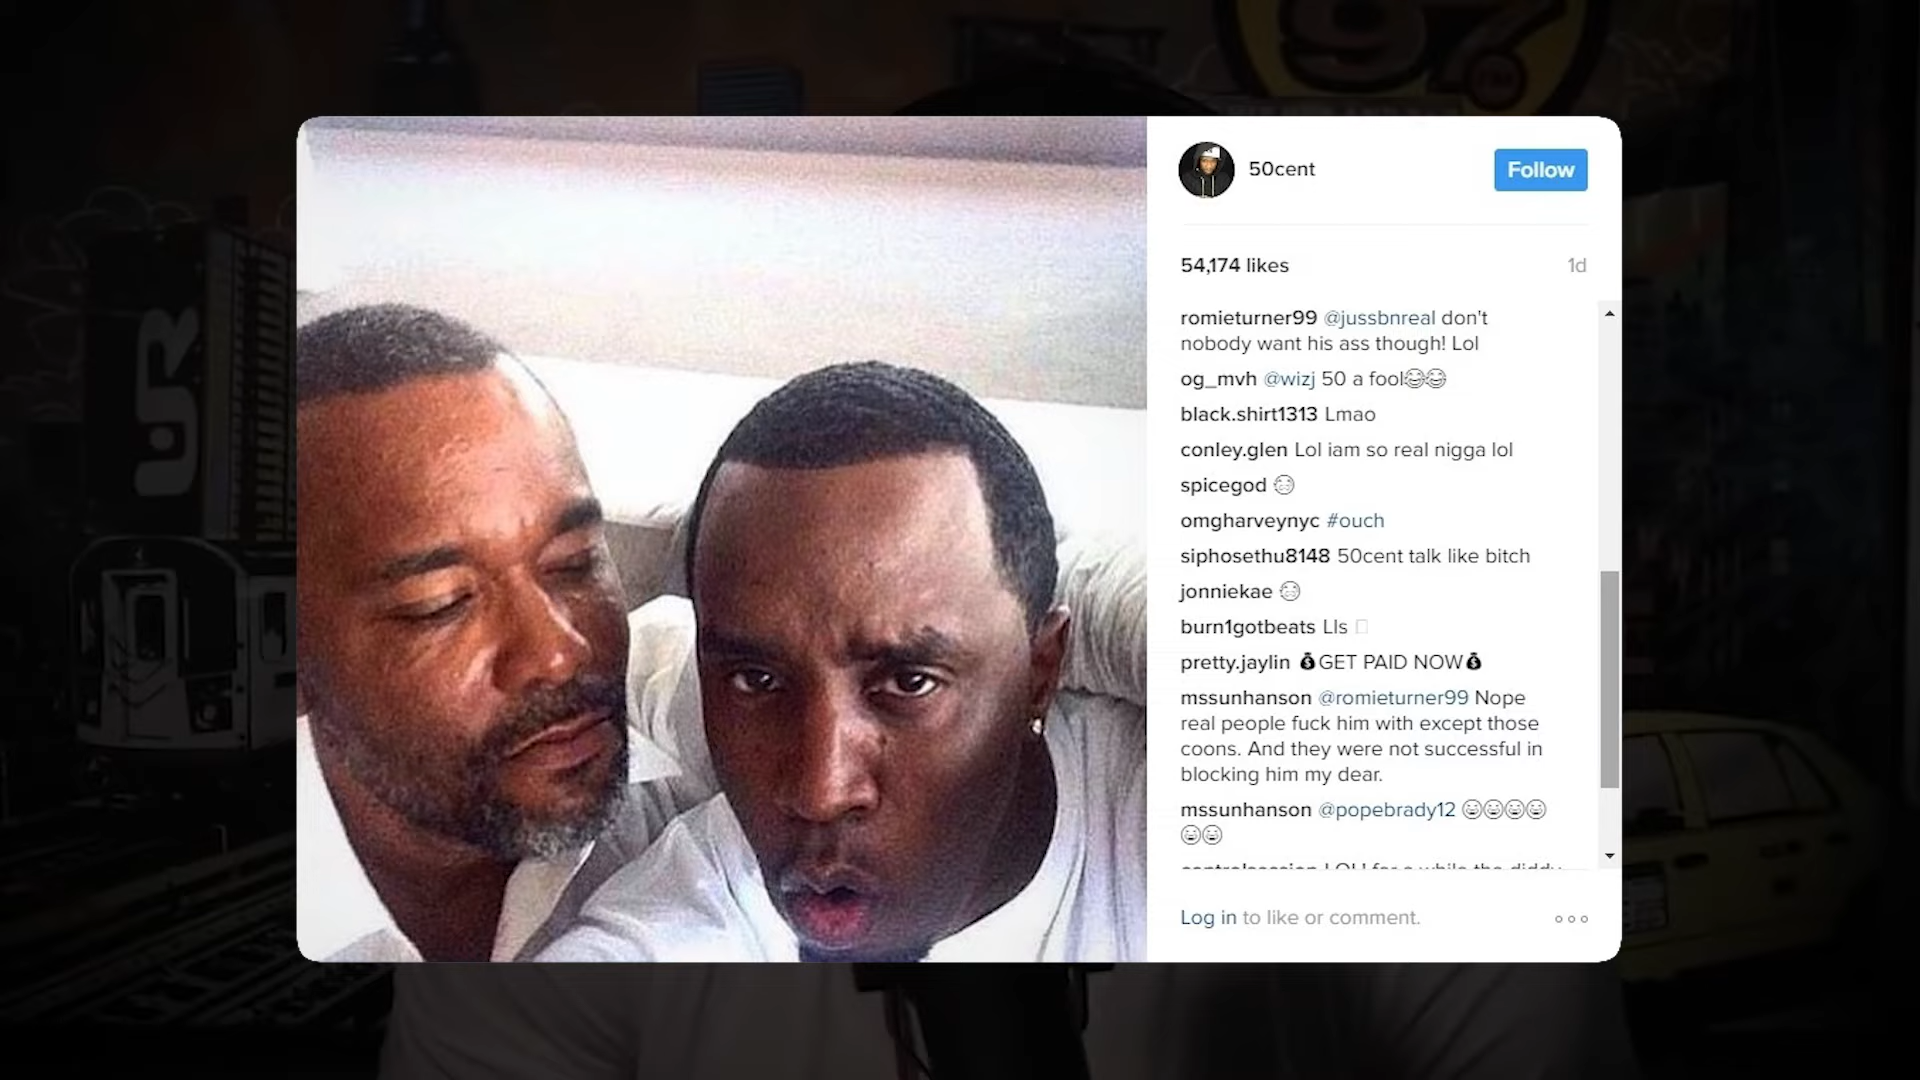 97
50cent
Follow
54,174 likes
1d
romieturner99 @jussbnreal don't
nobody want his ass though! Lol
og_mvh @wizj 50 a fool😂😂
black.shirt1313 Lmao
conley.glen Lol iam so real nigga lol
spicegod 😂
omgharveynyc #ouch
siphosethu8148 50cent talk like bitch
jonniekae 😂
burn1gotbeats Lls
pretty.jaylin 💰GET PAID NOW💰
mssunhanson @romieturner99 Nope
real people fuck him with except those
coons. And they were not successful in
blocking him my dear.
mssunhanson @popebrady12 😀😀😀😀
😀😀
Log in to like or comment.